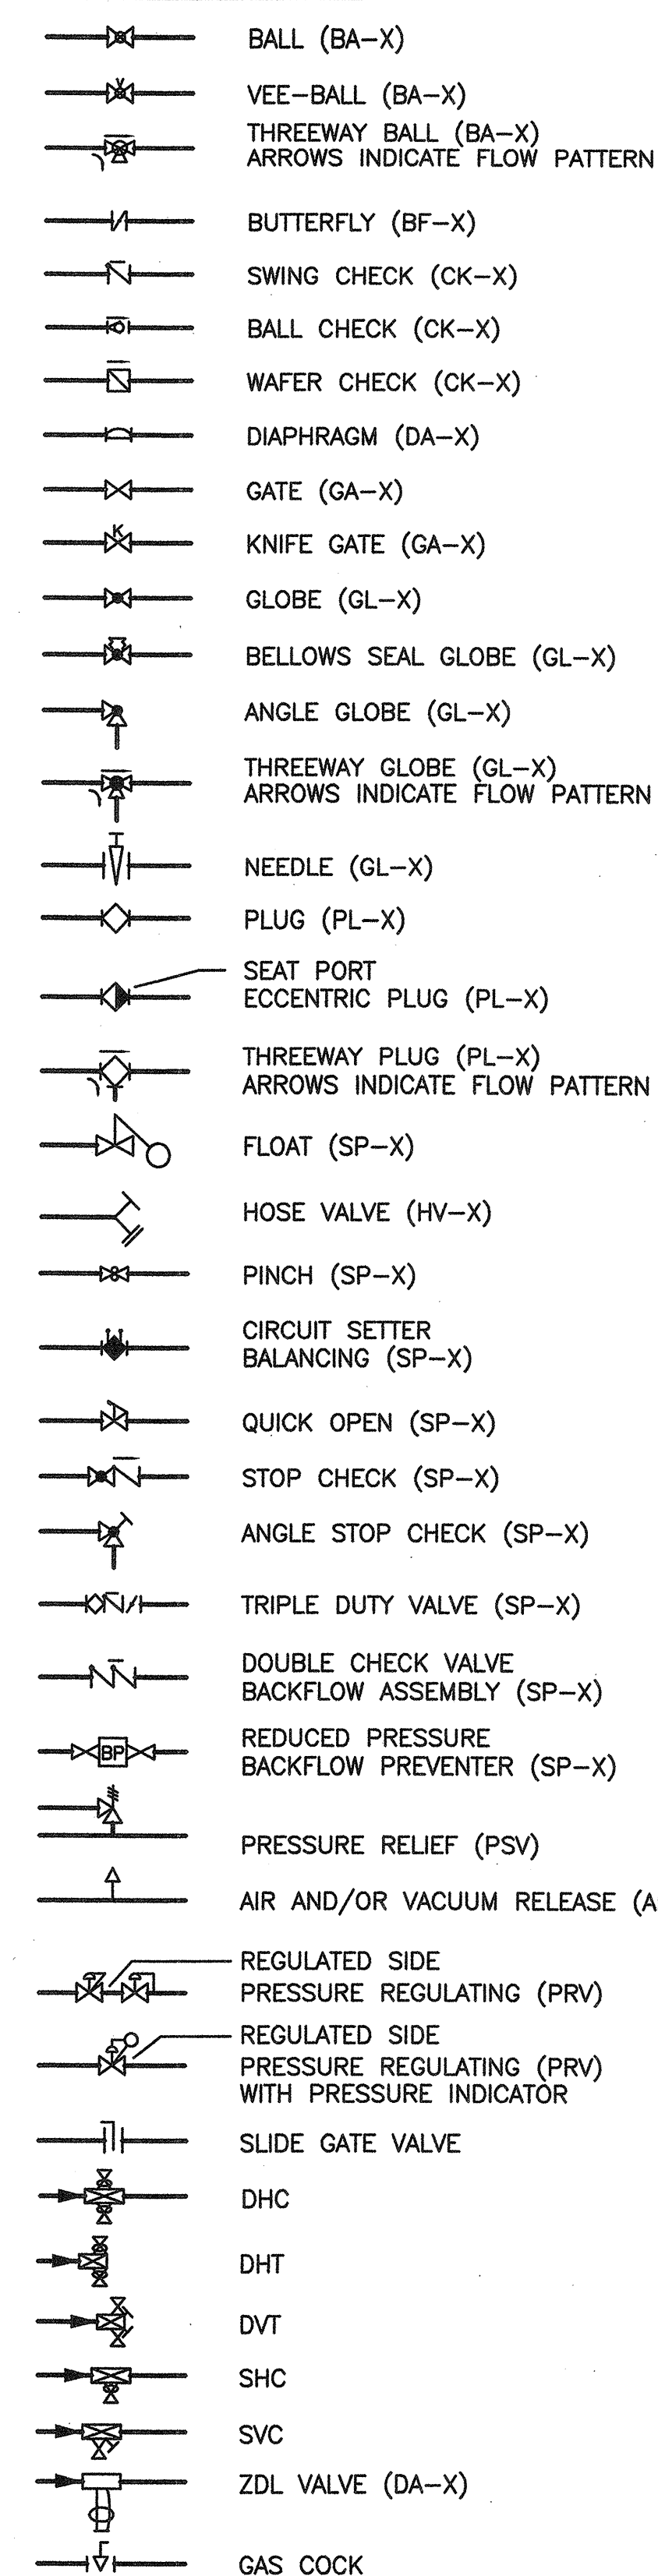 BALL (BA-X)
V
VEE-BALL (BA-X)
THREEWAY BALL (BA-X)
ARROWS INDICATE FLOW PATTERN
BUTTERFLY (BF-X)
SWING CHECK (CK-X)
BALL CHECK (CK-X)
WAFER CHECK (CK-X)
DIAPHRAGM (DA-X)
GATE (GA-X)
K
KNIFE GATE (GA-X)
GLOBE (GL-X)
BELLOWS SEAL GLOBE (GL-X)
ANGLE GLOBE (GL-X)
THREEWAY GLOBE (GL-X)
ARROWS INDICATE FLOW PATTERN
NEEDLE (GL-X)
PLUG (PL-X)
SEAT PORT
ECCENTRIC PLUG (PL-X)
THREEWAY PLUG (PL-X)
ARROWS INDICATE FLOW PATTERN
FLOAT (SP-X)
HOSE VALVE (HV-X)
PINCH (SP-X)
CIRCUIT SETTER
BALANCING (SP-X)
QUICK OPEN (SP-X)
STOP CHECK (SP-X)
ANGLE STOP CHECK (SP-X)
TRIPLE DUTY VALVE (SP-X)
DOUBLE CHECK VALVE
BACKFLOW ASSEMBLY (SP-X)
REDUCED PRESSURE
BP
BACKFLOW PREVENTER (SP-X)
PRESSURE RELIEF (PSV)
AIR AND/OR VACUUM RELEASE (A
REGULATED SIDE
PRESSURE REGULATING (PRV)
REGULATED SIDE
PRESSURE REGULATING (PRV)
WITH PRESSURE INDICATOR
SLIDE GATE VALVE
DHC
DHT
DVT
SHC
SVC
ZDL VALVE (DA-X)
GAS COCK